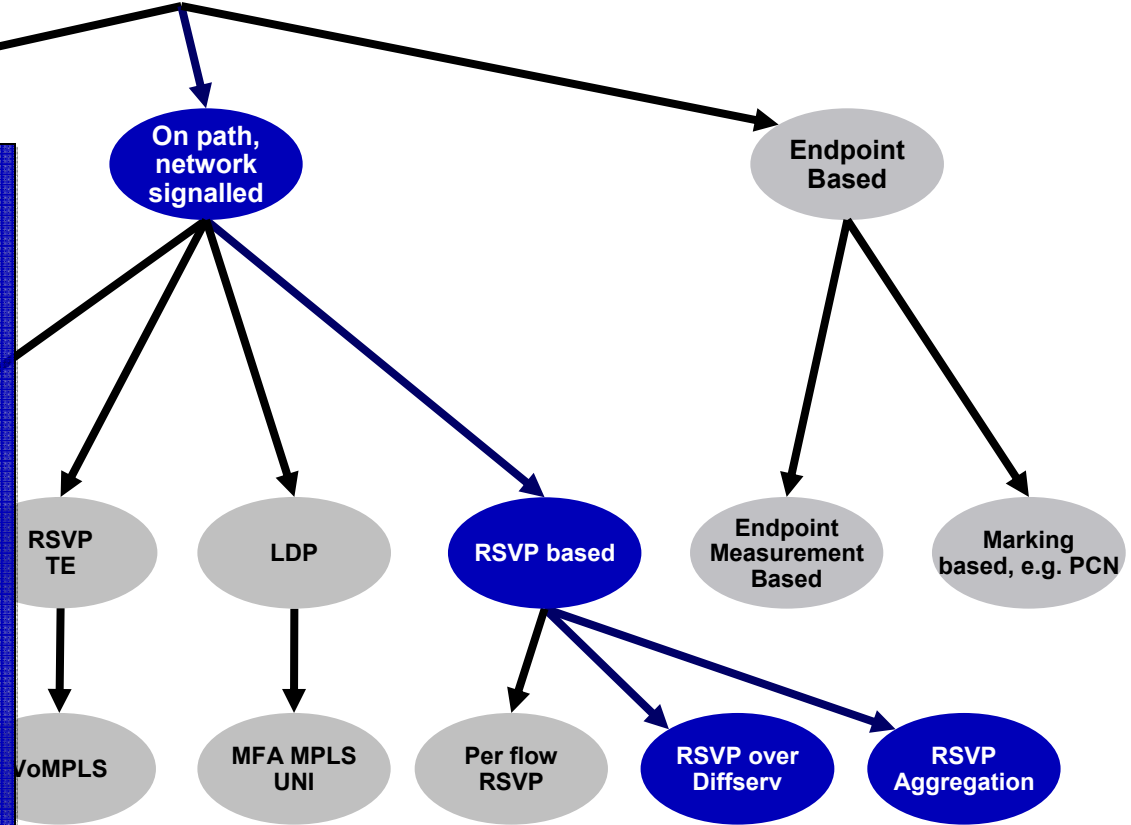 On path,
network
signalled
Endpoint
Based
RSVP
TE
LDP
RSVP based
Endpoint
Measurement
Based
Marking
based, e.g. PCN
VoMPLS
MFA MPLS
UNI
Per flow
RSVP
RSVP over
Diffserv
RSVP
Aggregation